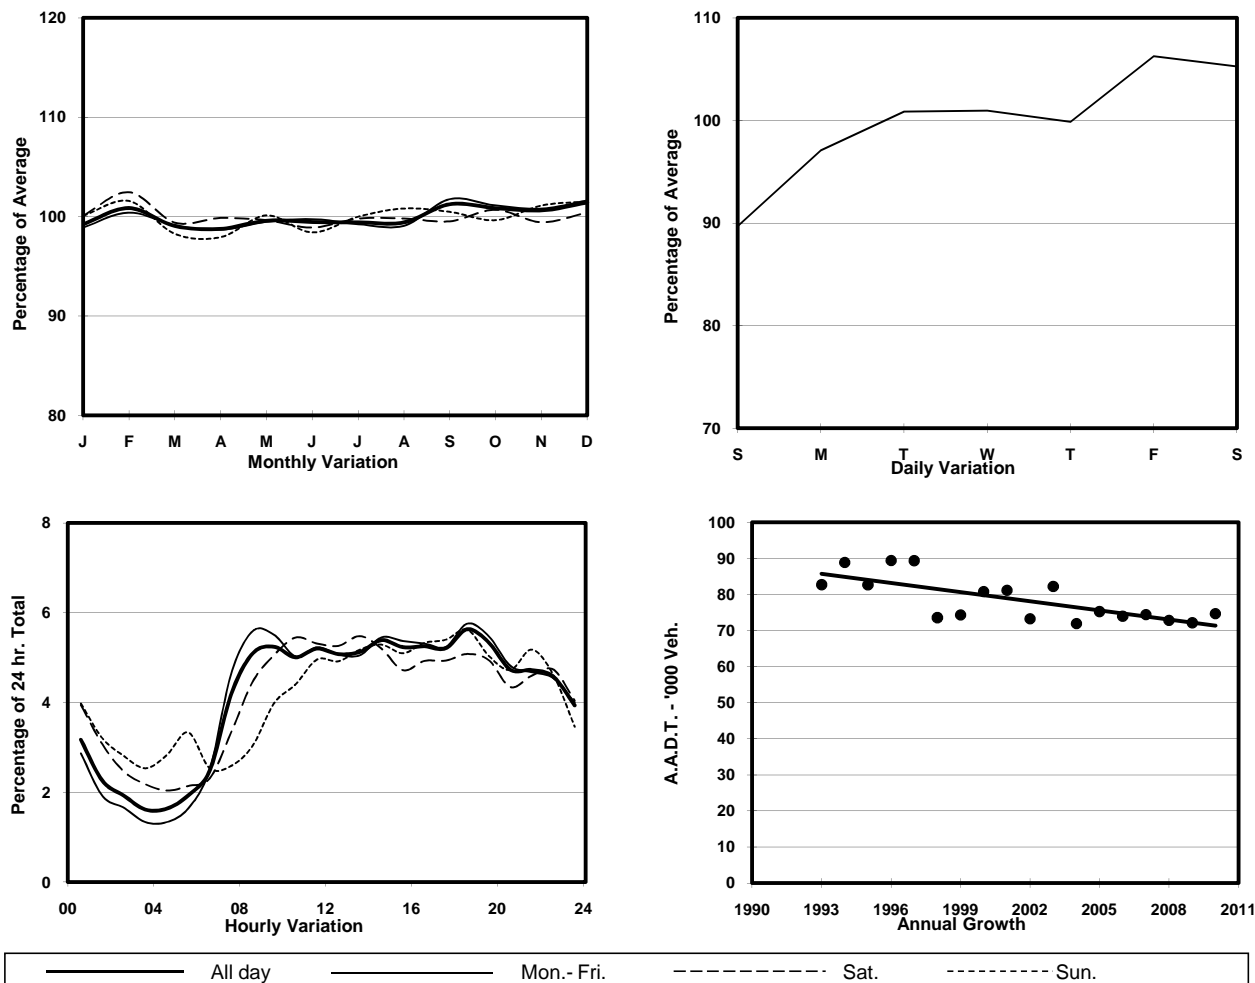 120
110
100
90
80
Percentage of Average
J F M A M J J A S O N D
Monthly Variation
110
100
90
80
70
Percentage of Average
S M T W T F S
Daily Variation
8
6
4
2
0
Percentage of 24 hr. Total
00 04 08 12 16 20 24
Hourly Variation
100
90
80
70
60
50
40
30
20
10
0
A.A.D.T. - '000 Veh.
1990 1993 1996 1999 2002 2005 2008 2011
Annual Growth
All day Mon.- Fri. Sat. Sun.